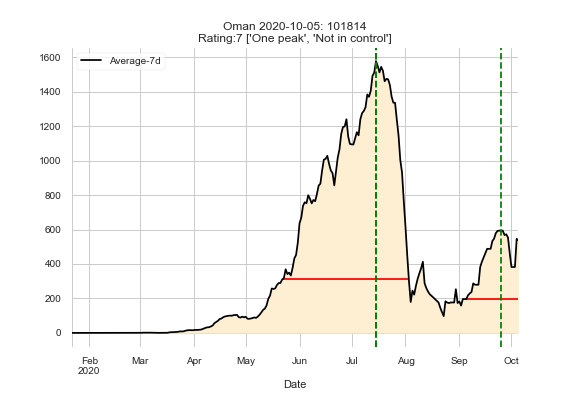 Oman 2020-10-05: 101814
Rating:7 ['One peak', 'Not in control']
Average-7d
1600
1400
1200
1000
800
600
400
200
0
Feb Mar Apr May Jun Jul Aug Sep Oct
2020
Date